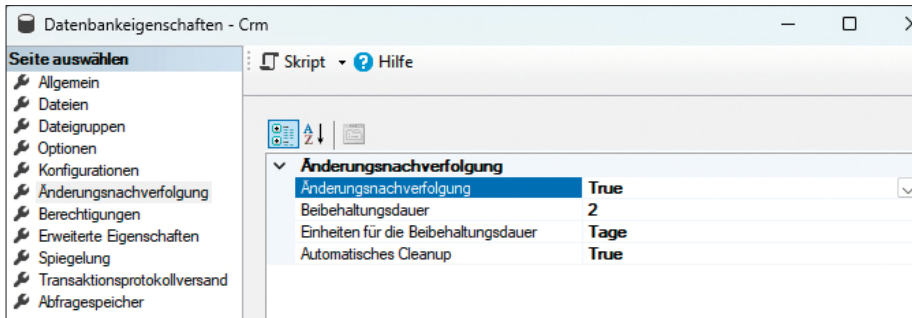 Datenbankeigenschaften - Crm
Seite auswählen
Allgemein
Dateien
Dateigruppen
Optionen
Konfigurationen
Änderungsnachverfolgung
Berechtigungen
Erweiterte Eigenschaften
Spiegelung
Transaktionsprotokollversand
Abfragespeicher
Skript
Hilfe
Änderungsnachverfolgung
Änderungsnachverfolgung True
Beibehaltungsdauer 2
Einheiten für die Beibehaltungsdauer Tage
Automatisches Cleanup True